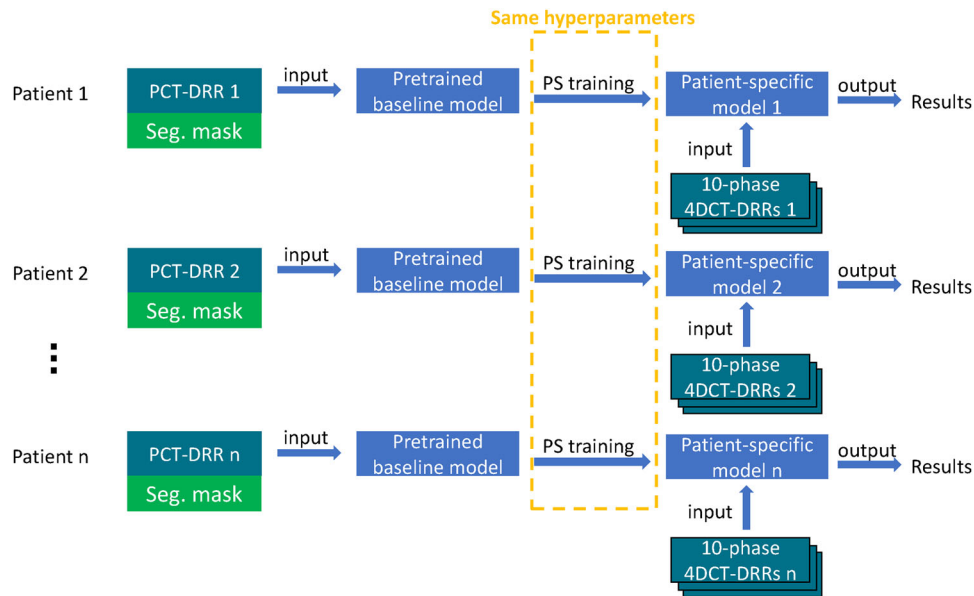 Same hyperparameters
Patient 1
PCT-DRR 1
Seg. mask
input
Pretrained
baseline model
PS training
Patient-specific
model 1
output
Results
input
10-phase
4DCT-DRRs 1
Patient 2
PCT-DRR 2
Seg. mask
input
Pretrained
baseline model
PS training
Patient-specific
model 2
output
Results
input
10-phase
4DCT-DRRs 2
Patient n
PCT-DRR n
Seg. mask
input
Pretrained
baseline model
PS training
Patient-specific
model n
output
Results
input
10-phase
4DCT-DRRs n